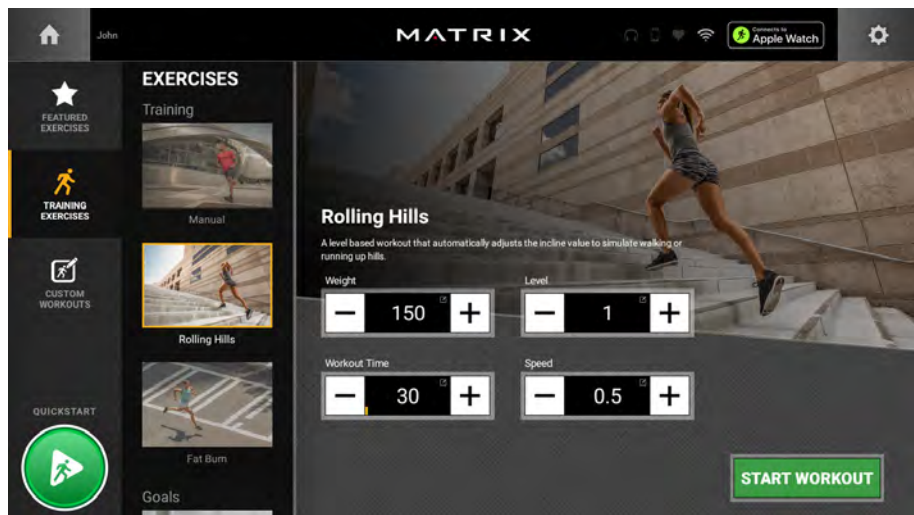 John
MATRIX
Connects to
Apple Watch
FEATURED
EXERCISES
TRAINING
EXERCISES
CUSTOM
WORKOUTS
QUICKSTART
EXERCISES
Training
Manual
Rolling Hills
Fat Burn
Goals
Rolling Hills
A level based workout that automatically adjusts the incline value to simulate walking or
running up hills.
Weight
150
Level
1
Workout Time
30
Speed
0.5
START WORKOUT